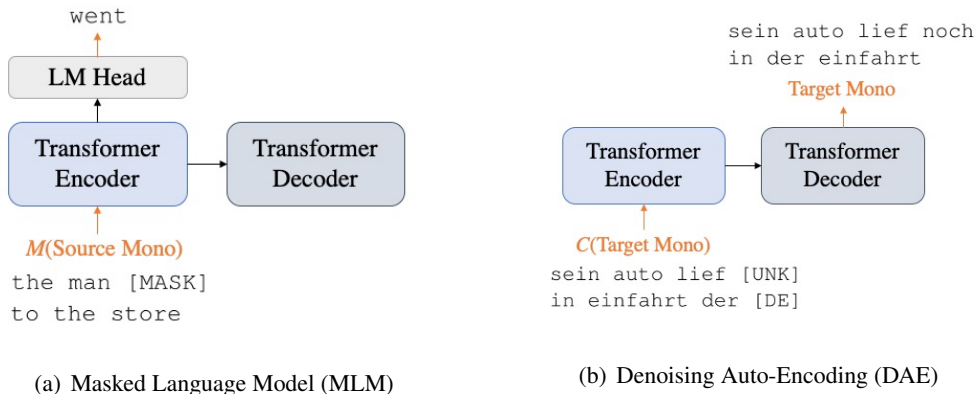 went
LM Head
Transformer
Encoder
Transformer
Decoder
M(Source Mono)
the man [MASK]
to the store
(a) Masked Language Model (MLM)
sein auto lief noch
in der einfahrt
Target Mono
Transformer
Encoder
Transformer
Decoder
C(Target Mono)
sein auto lief [UNK]
in einfahrt der [DE]
(b) Denoising Auto-Encoding (DAE)